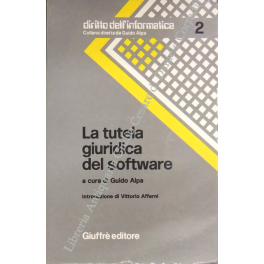 diritto dell'informatica
Collana diretta da Guido Alpa
2
La tutela
giuridica
del software
a cura di Guido Alpa
introduzione di Vittorio Afferni
Giuffrè editore